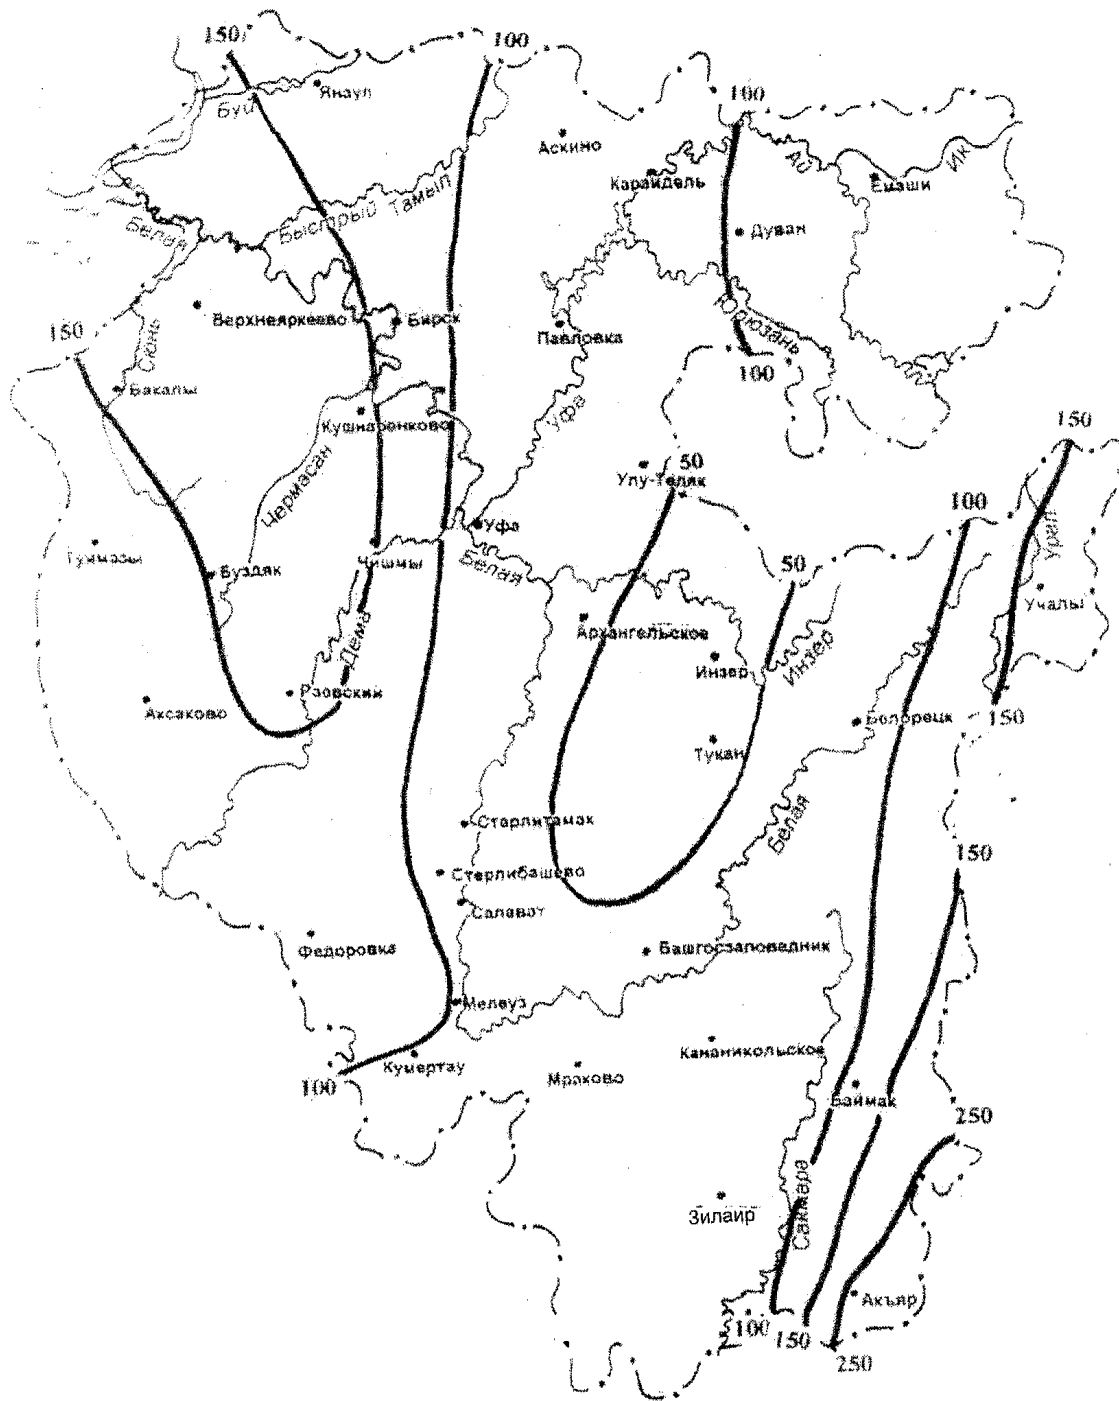 150
100
Янаул
Буй
100
Аскино
Ай
Ик
Карайдель
Емаши
Быстрый Танып
Белая
Дуван
Верхнеяркеево
Бирск
150
Сюнь
Павловка
Юрюзань
100
Бакалы
Кушнаренково
Уфа
150
Чермасан
Улу-Теляк
50
100
Уфа
Урал
Туймазы
Чишмы
Белая
50
Буздяк
Учалы
Дема
Архангельское
Инзер
Инзер
Раевский
Аксаково
Белорецк
150
Тукан
Белая
Стерлитамак
150
Стерлибашево
Салават
Федоровка
Башгосзаповедник
Мелеуз
Кананикольское
Кумертау
Мраково
100
Баймак
250
Сакмара
Зилаир
Акъяр
100
150
250